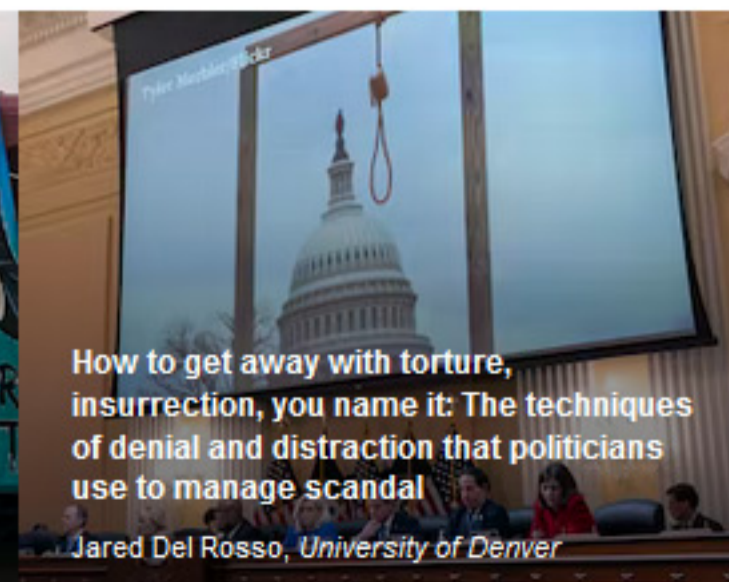 Tyler Merbler/Flickr
How to get away with torture,
insurrection, you name it: The techniques
of denial and distraction that politicians
use to manage scandal
Jared Del Rosso, University of Denver